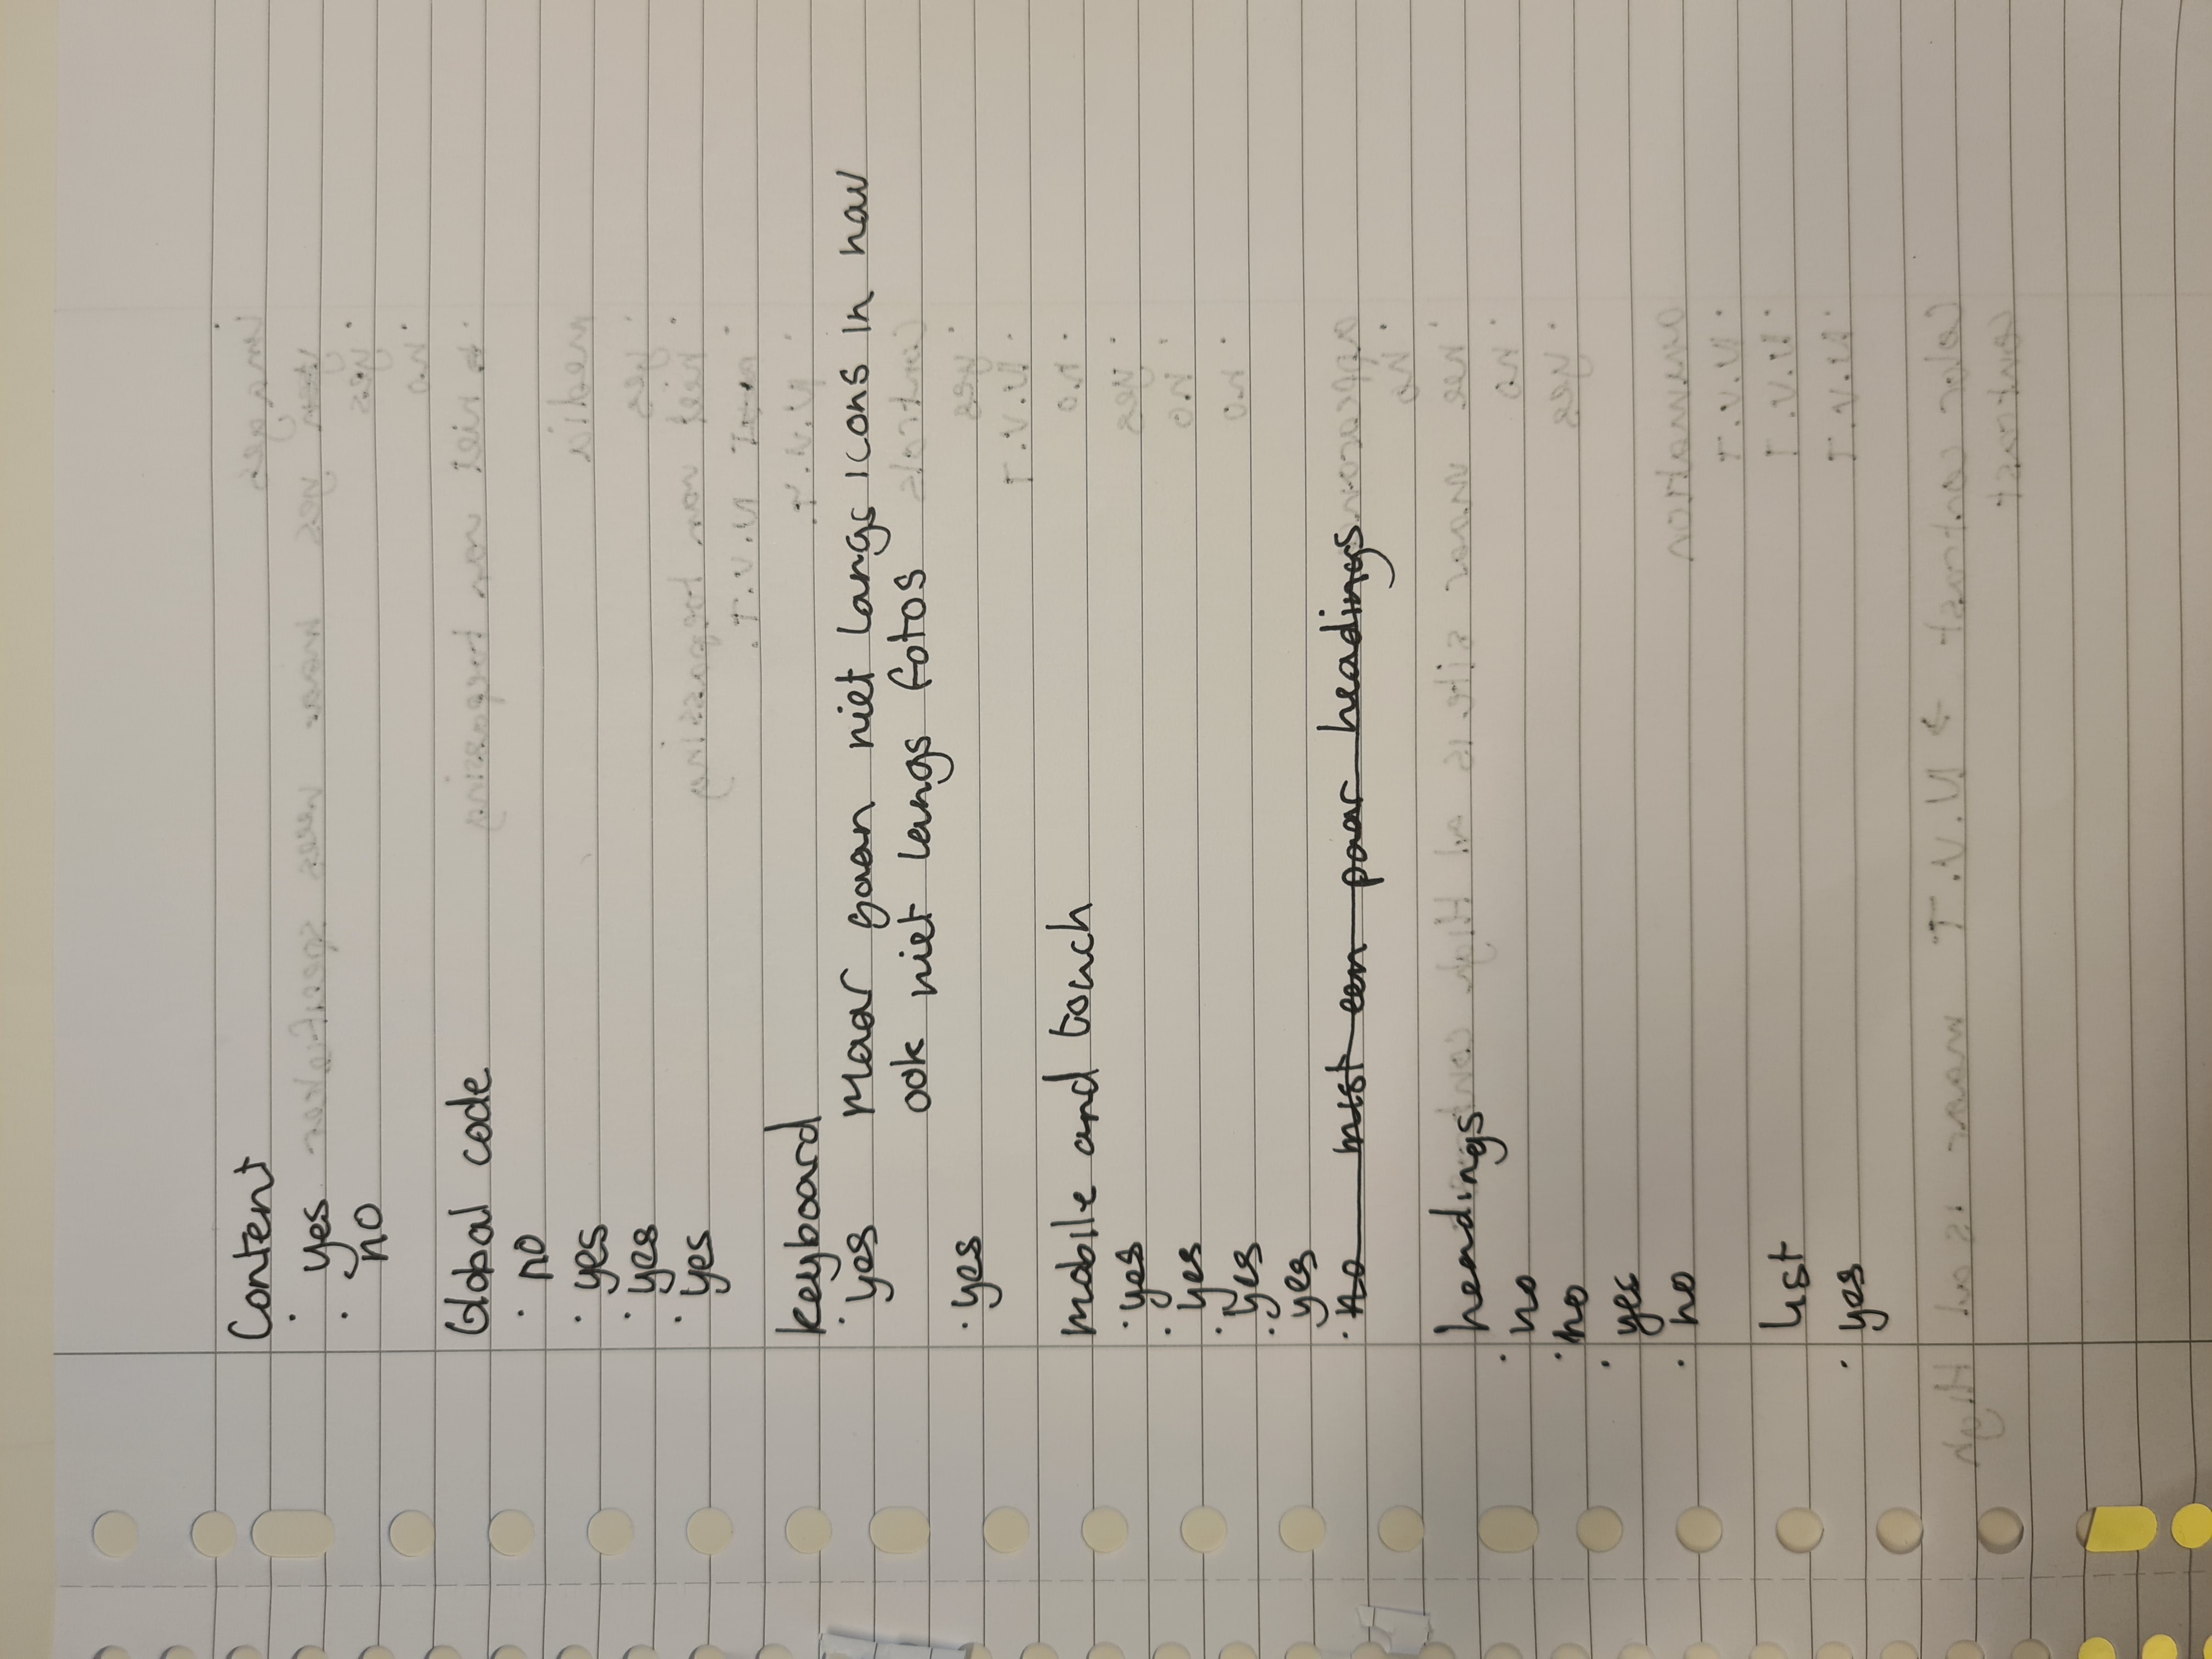 Content
· yes
· no
Global code
· no
· yes
· yes
· yes
keyboard
· yes maar gaan niet langs icons in nav
ook niet langs fotos
· yes
mobile and touch
· yes
· yes
· yes
· yes
· no mist een paar headings
headings
· no
· no
· yes
· no
list
· yes